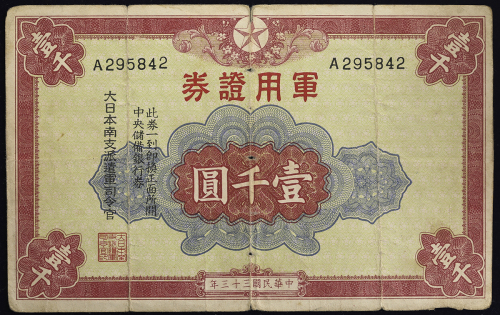 壹千
壹千
A295842
A295842
軍用證券
此券一到即換正面所開
中央儲備銀行券
大日本南支派遣軍司令官
壹千圓
壹千
壹千
中華民國三十三年